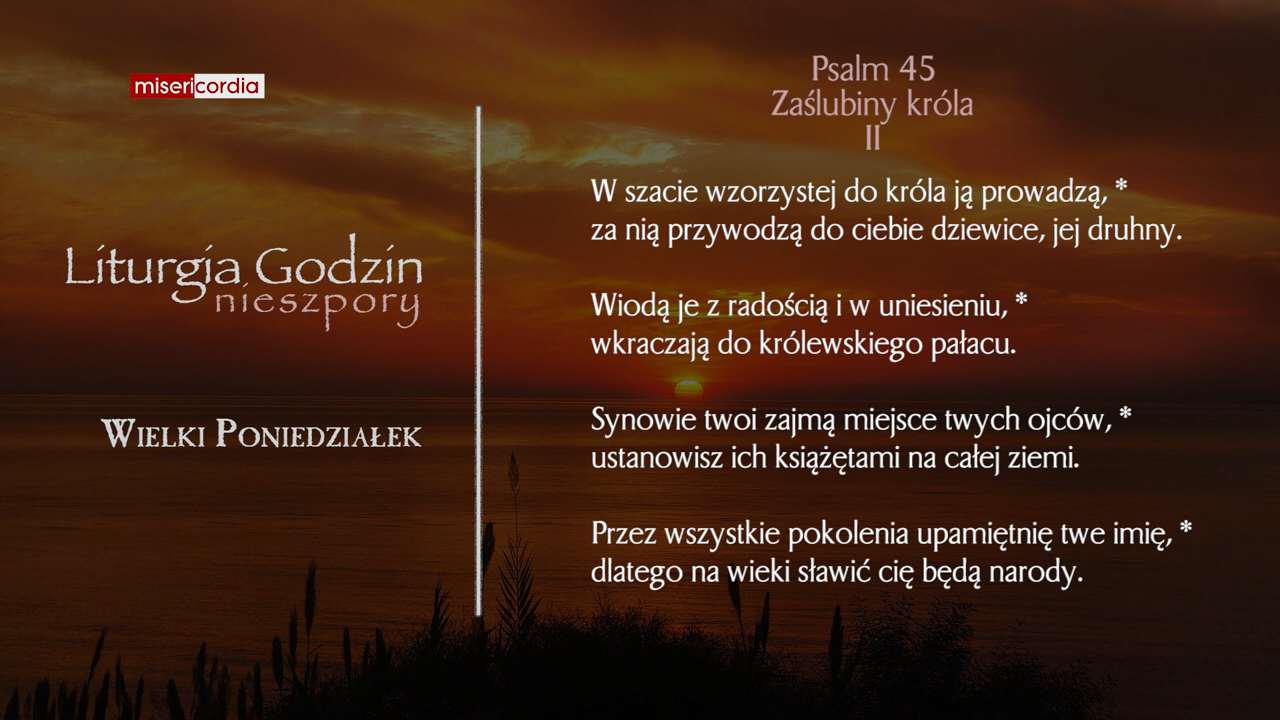 misericordia
Liturgia Godzin
nieszpory
Wielki Poniedziałek
Psalm 45
Zaślubiny króla
II
W szacie wzorzystej do króla ją prowadzą, *
za nią przywodzą do ciebie dziewice, jej druhny.
Wiodą je z radością i w uniesieniu, *
wkraczają do królewskiego pałacu.
Synowie twoi zajmą miejsce twych ojców, *
ustanowisz ich książętami na całej ziemi.
Przez wszystkie pokolenia upamiętnię twe imię, *
dlatego na wieki sławić cię będą narody.